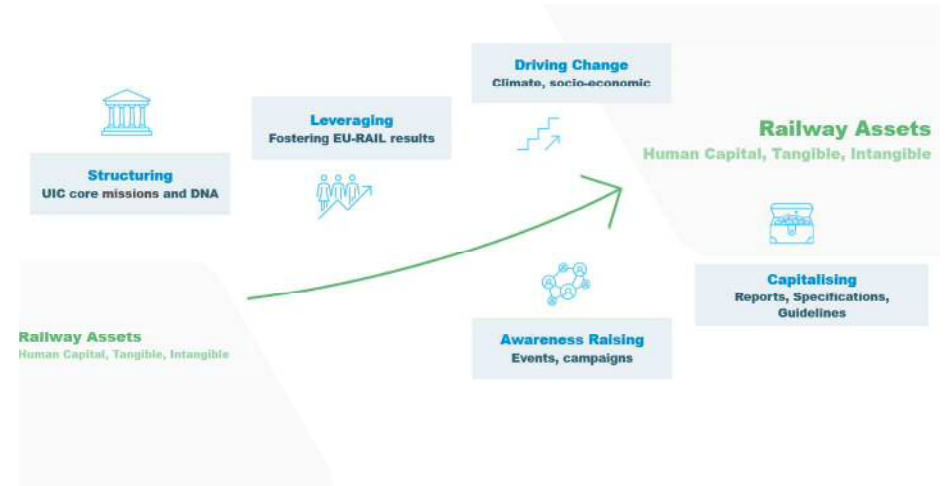 Driving Change
Climate, socio-economic
Leveraging
Fostering EU-RAIL results
Railway Assets
Human Capital, Tangible, Intangible
Structuring
UIC core missions and DNA
Capitalising
Reports, Specifications,
Guidelines
Railway Assets
Human Capital, Tangible, Intangible
Awareness Raising
Events, campaigns